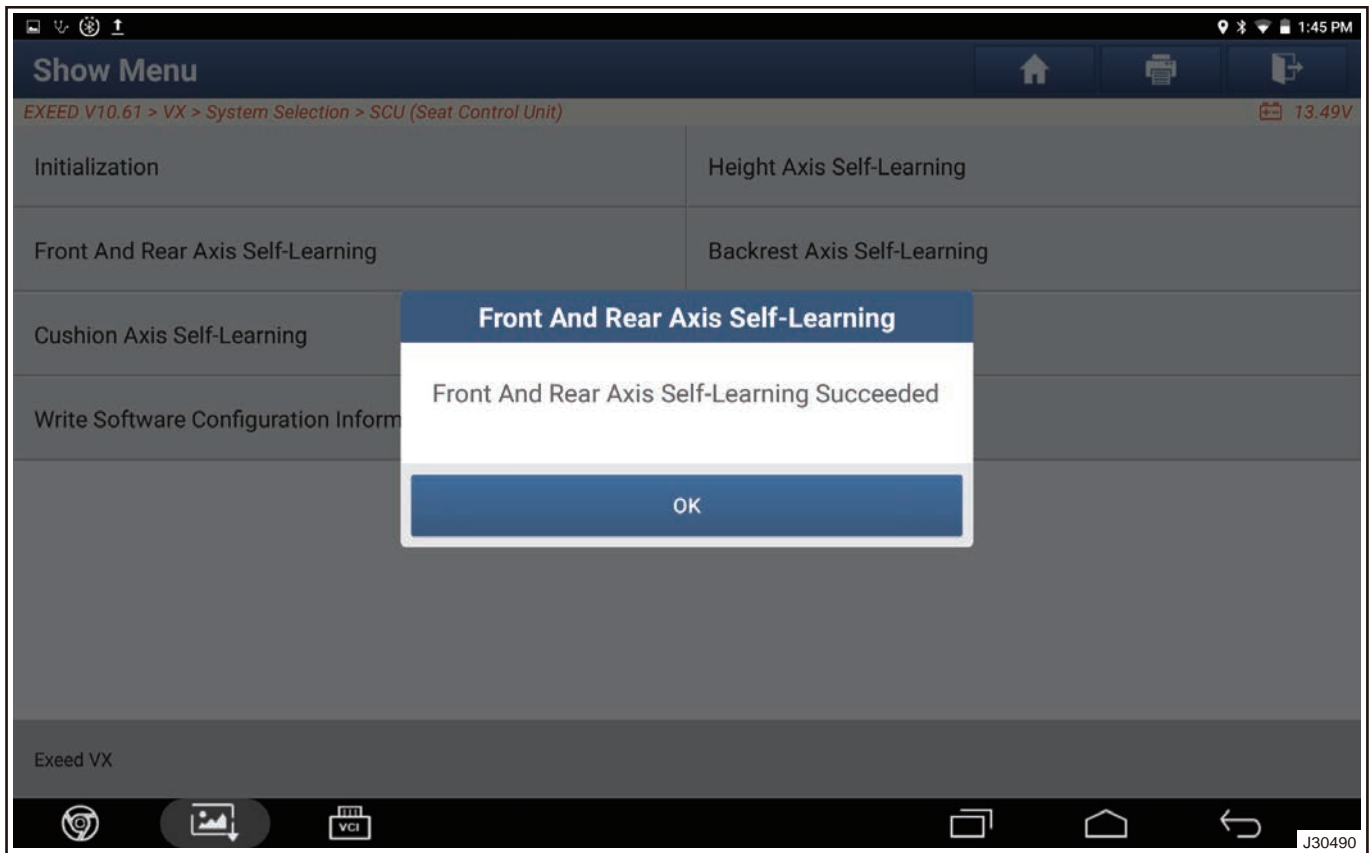 1:45 PM
Show Menu
EXEED V10.61 > VX > System Selection > SCU (Seat Control Unit)
13.49V
Initialization
Height Axis Self-Learning
Front And Rear Axis Self-Learning
Backrest Axis Self-Learning
Cushion Axis Self-Learning
Write Software Configuration Inform
Front And Rear Axis Self-Learning
Front And Rear Axis Self-Learning Succeeded
OK
Exeed VX
VCI
J30490